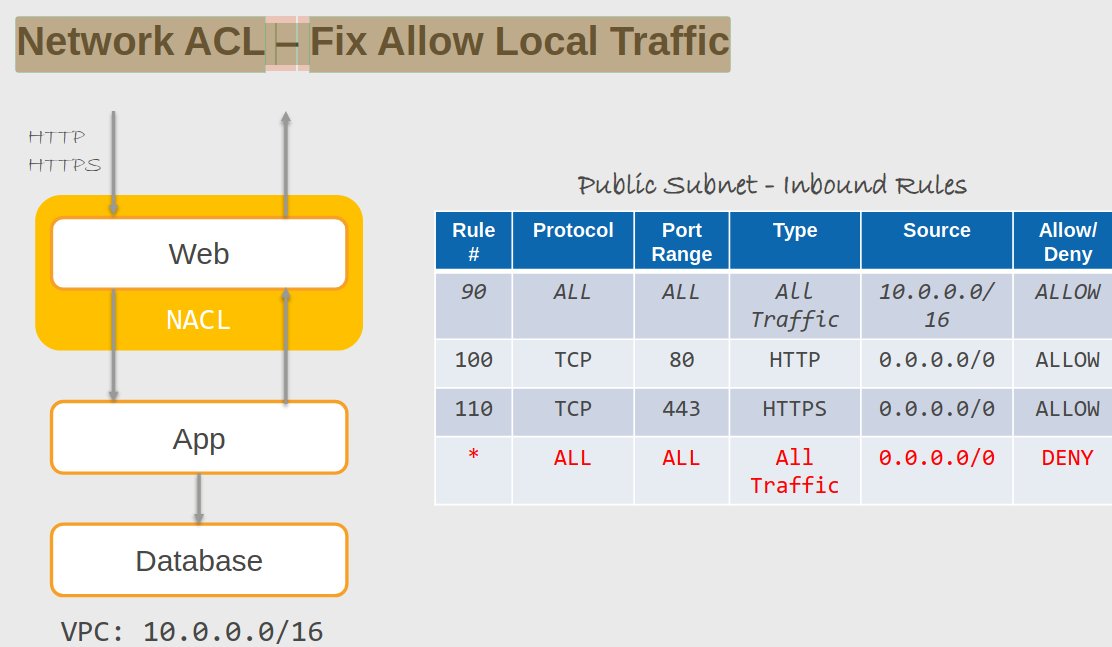 Network ACL – Fix Allow Local Traffic
HTTP
HTTPS
Web
NACL
App
Database
VPC: 10.0.0.0/16
Public Subnet - Inbound Rules
Rule # Protocol Port Range Type Source Allow/ Deny
90 ALL ALL All Traffic 10.0.0.0/ 16 ALLOW
100 TCP 80 HTTP 0.0.0.0/0 ALLOW
110 TCP 443 HTTPS 0.0.0.0/0 ALLOW
* ALL ALL All Traffic 0.0.0.0/0 DENY